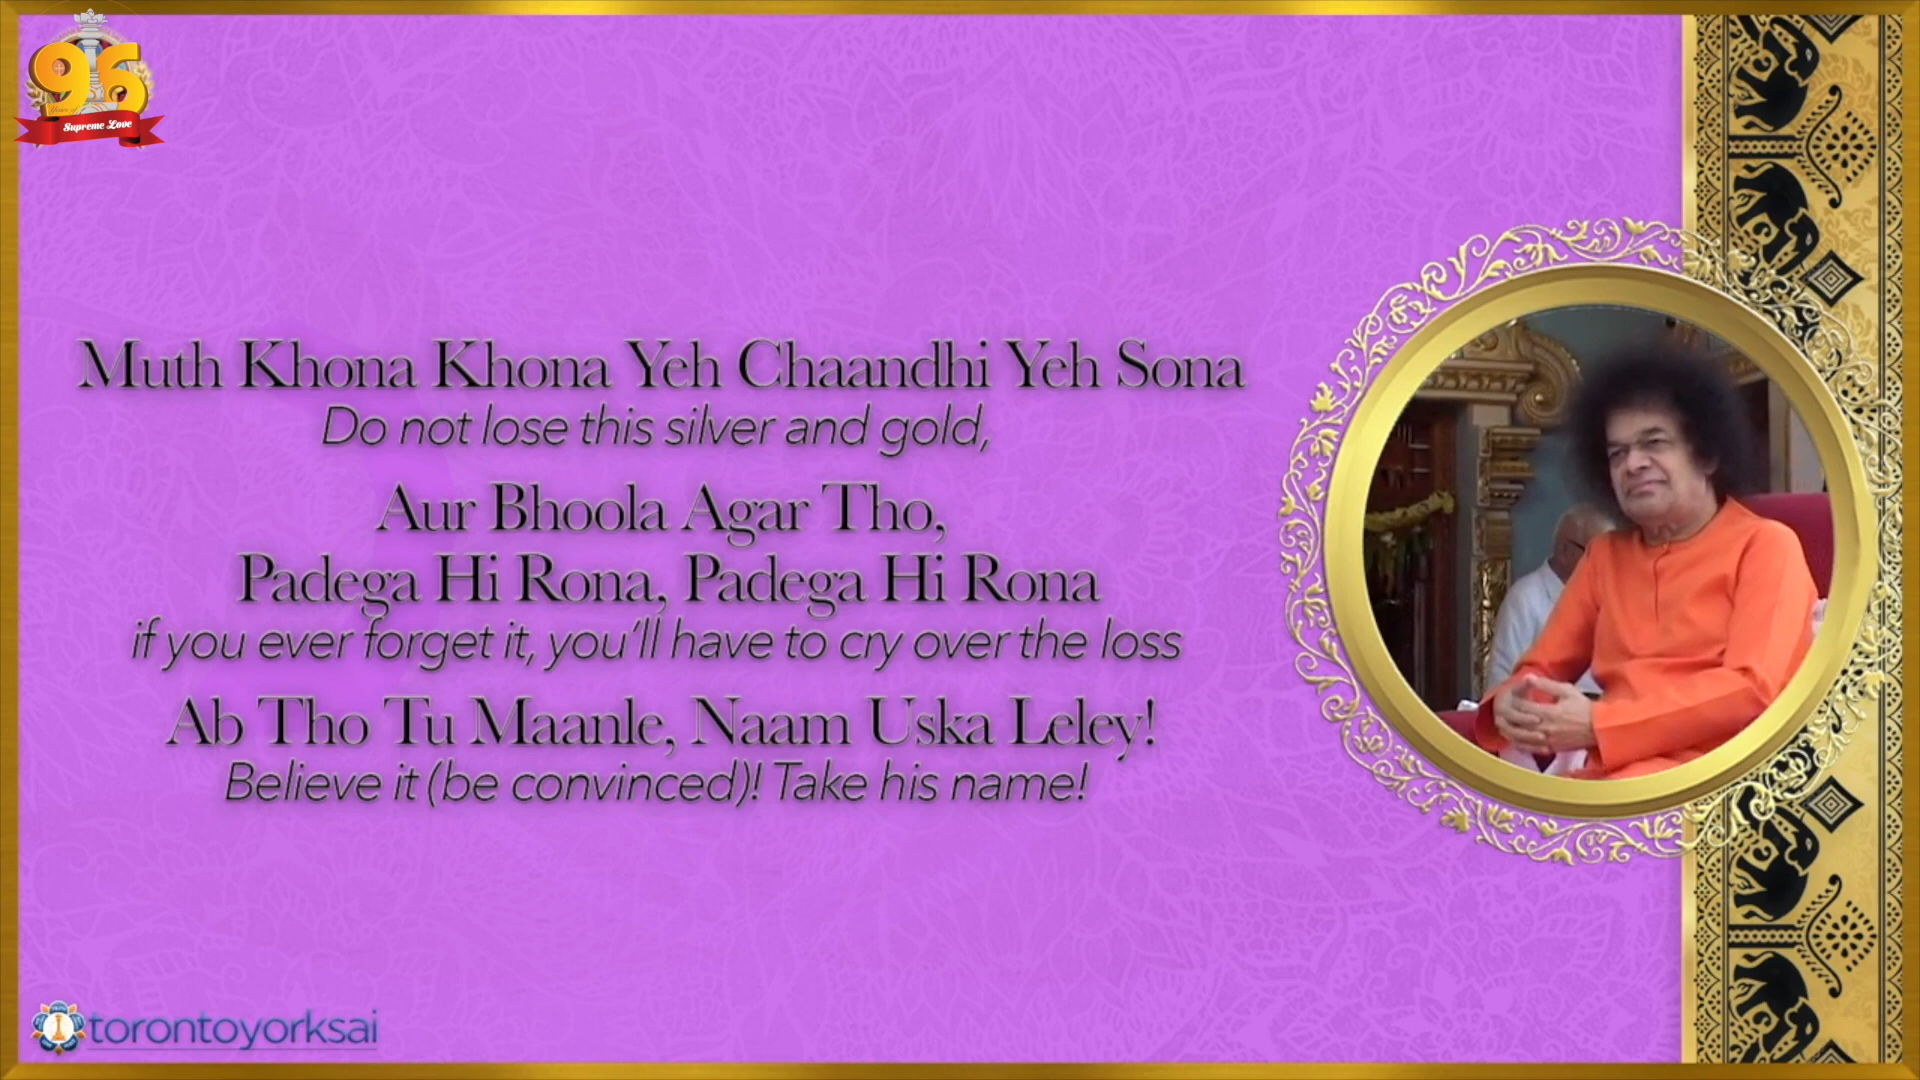 96
Years of
Supreme Love
Muth Khona Khona Yeh Chaandhi Yeh Sona
Do not lose this silver and gold,
Aur Bhoola Agar Tho,
Padega Hi Rona, Padega Hi Rona
if you ever forget it, you'll have to cry over the loss
Ab Tho Tu Maanle, Naam Uska Leley!
Believe it (be convinced)! Take his name!
torontoyorksai